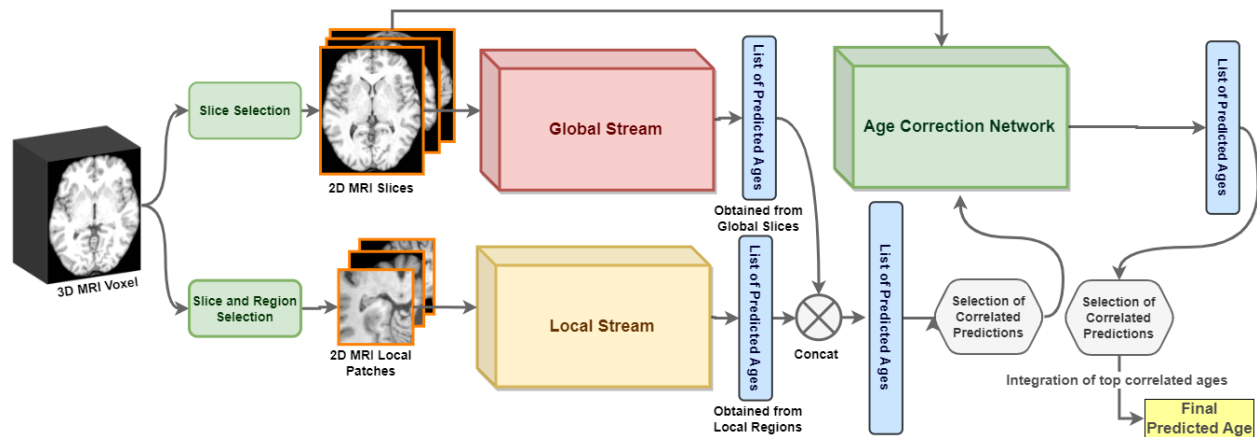 3D MRI Voxel
Slice Selection
2D MRI Slices
Global Stream
List of Predicted Ages
Obtained from
Global Slices
Slice and Region
Selection
2D MRI Local
Patches
Local Stream
List of Predicted Ages
Obtained from
Local Regions
Concat
List of Predicted Ages
Selection of
Correlated
Predictions
Age Correction Network
List of Predicted Ages
Selection of
Correlated
Predictions
Integration of top correlated ages
Final
Predicted Age